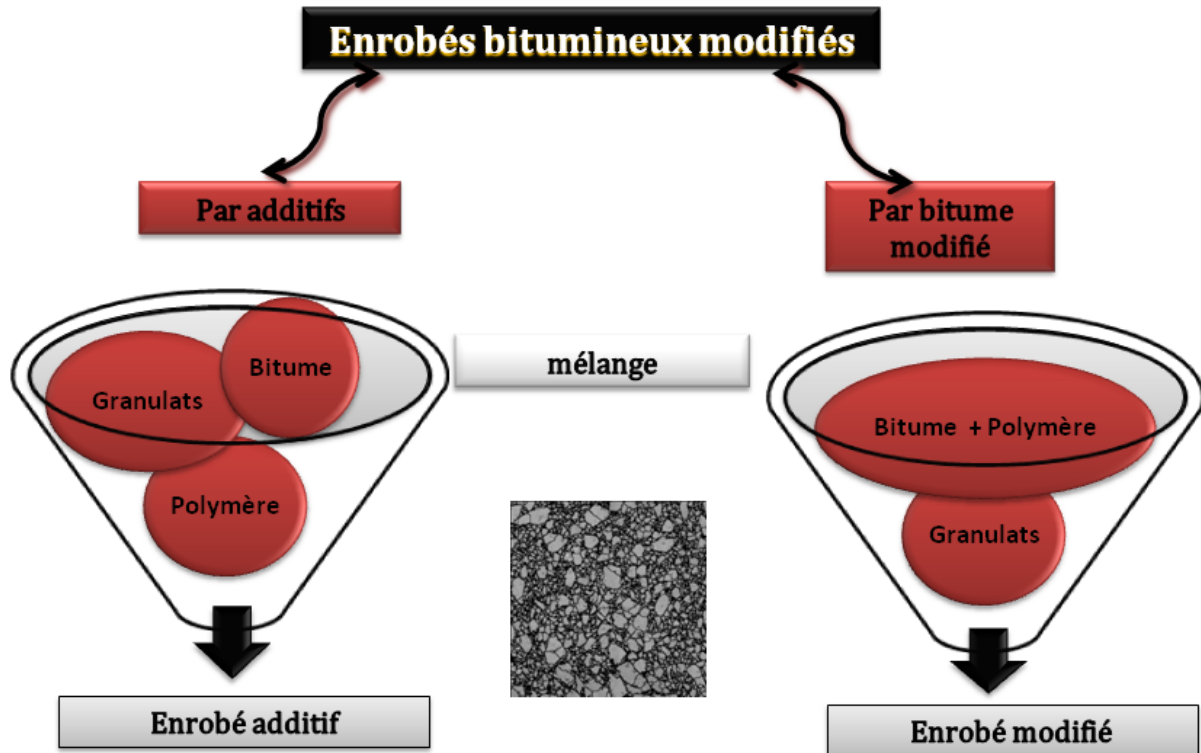 Enrobés bitumineux modifiés
Par additifs
Par bitume
modifié
Bitume
Granulats
Polymère
mélange
Bitume + Polymère
Granulats
Enrobé additif
Enrobé modifié